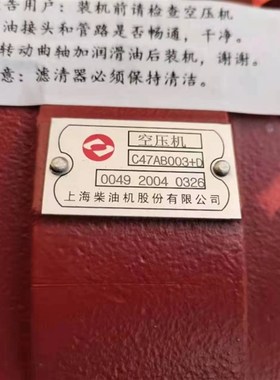 告用户：装机前请检查空压机
油接头和管路是否畅通，干净。
转动曲轴加润滑油后装机，谢谢。
意：滤清器必须保持清洁。
空压机
C47AB003+D
0049 2004 0326
上海柴油机股份有限公司